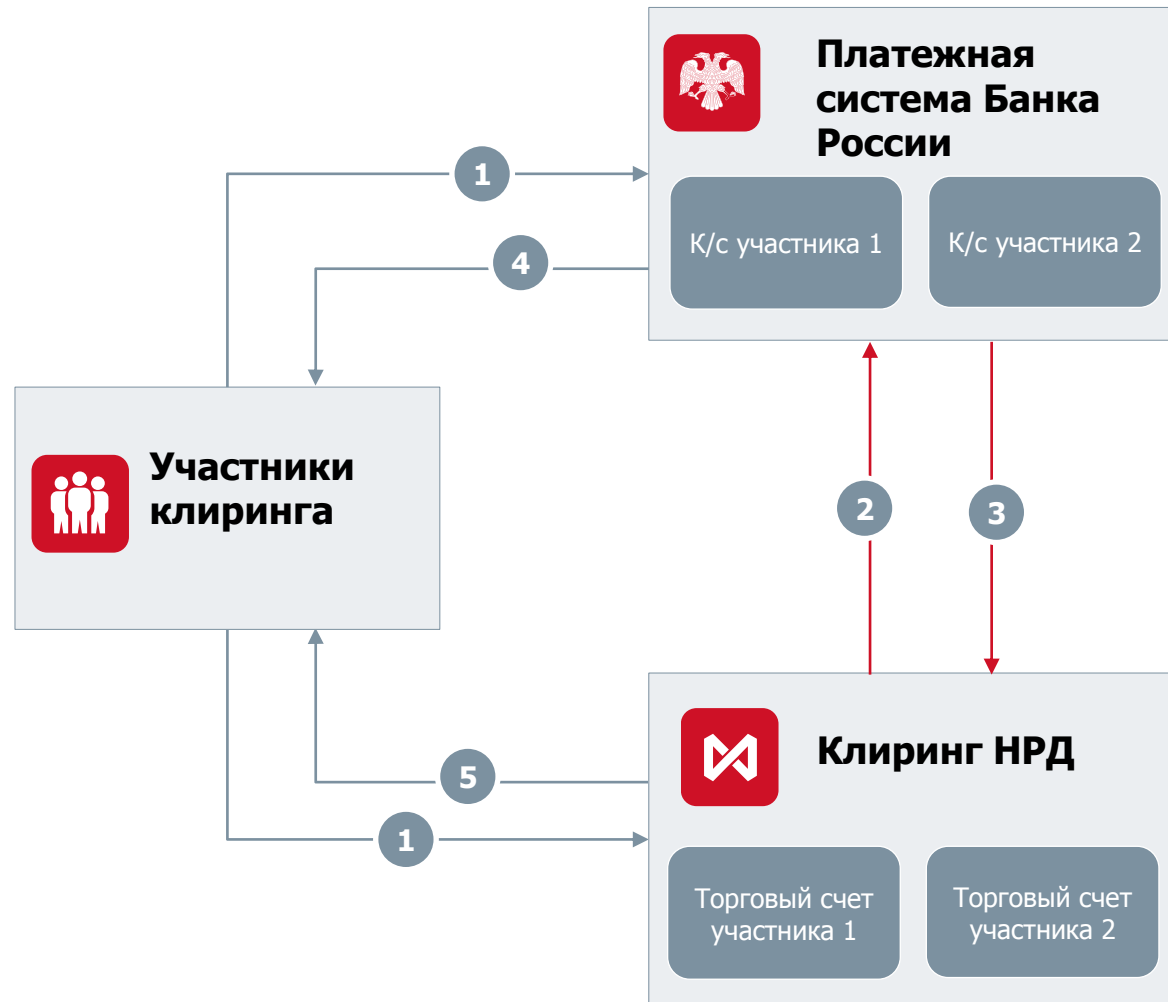 Платежная
система Банка
России
1
К/с участника 1
К/с участника 2
4
Участники
клиринга
2
3
Клиринг НРД
5
1
Торговый счет
участника 1
Торговый счет
участника 2